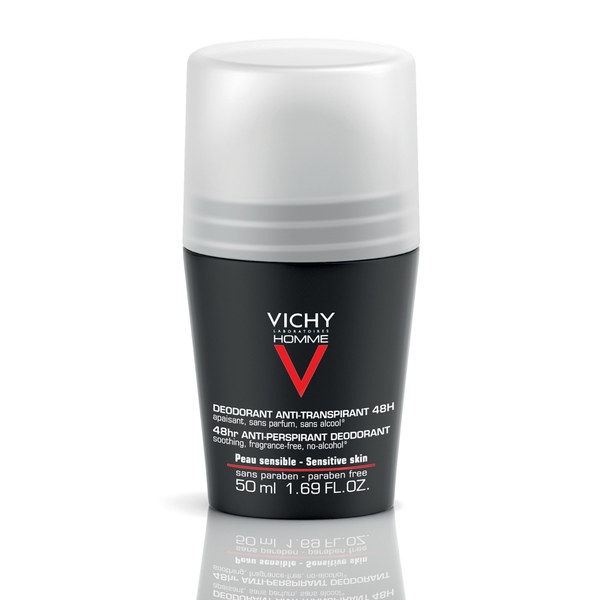 VICHY
LABORATOIRES
HOMME
V
DEODORANT ANTI-TRANSPIRANT 48H
apaisant, sans parfum, sans alcool*
48hr ANTI-PERSPIRANT DEODORANT
soothing, fragrance-free, no-alcohol*
Peau sensible - Sensitive skin
sans paraben - paraben free
50 ml 1.69 FL.OZ.